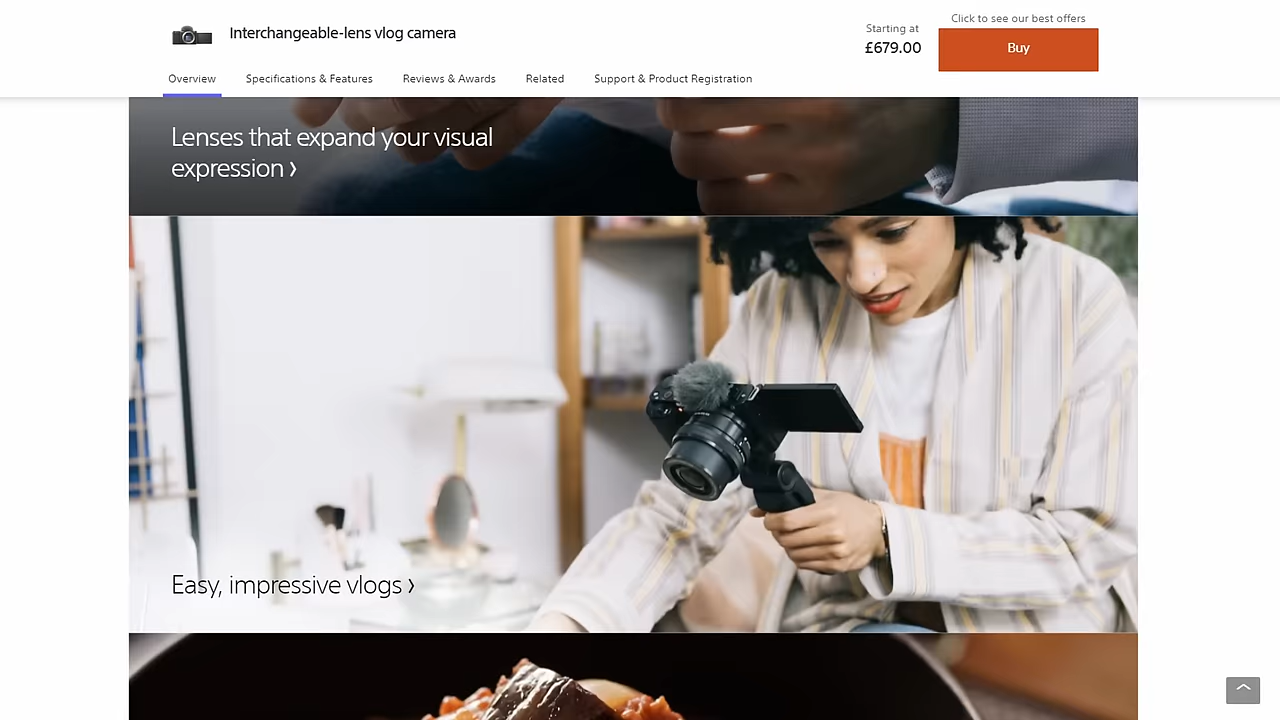 Interchangeable-lens vlog camera
Starting at
£679.00
Click to see our best offers
Buy
Overview
Specifications & Features
Reviews & Awards
Related
Support & Product Registration
Lenses that expand your visual
expression ›
Easy, impressive vlogs ›